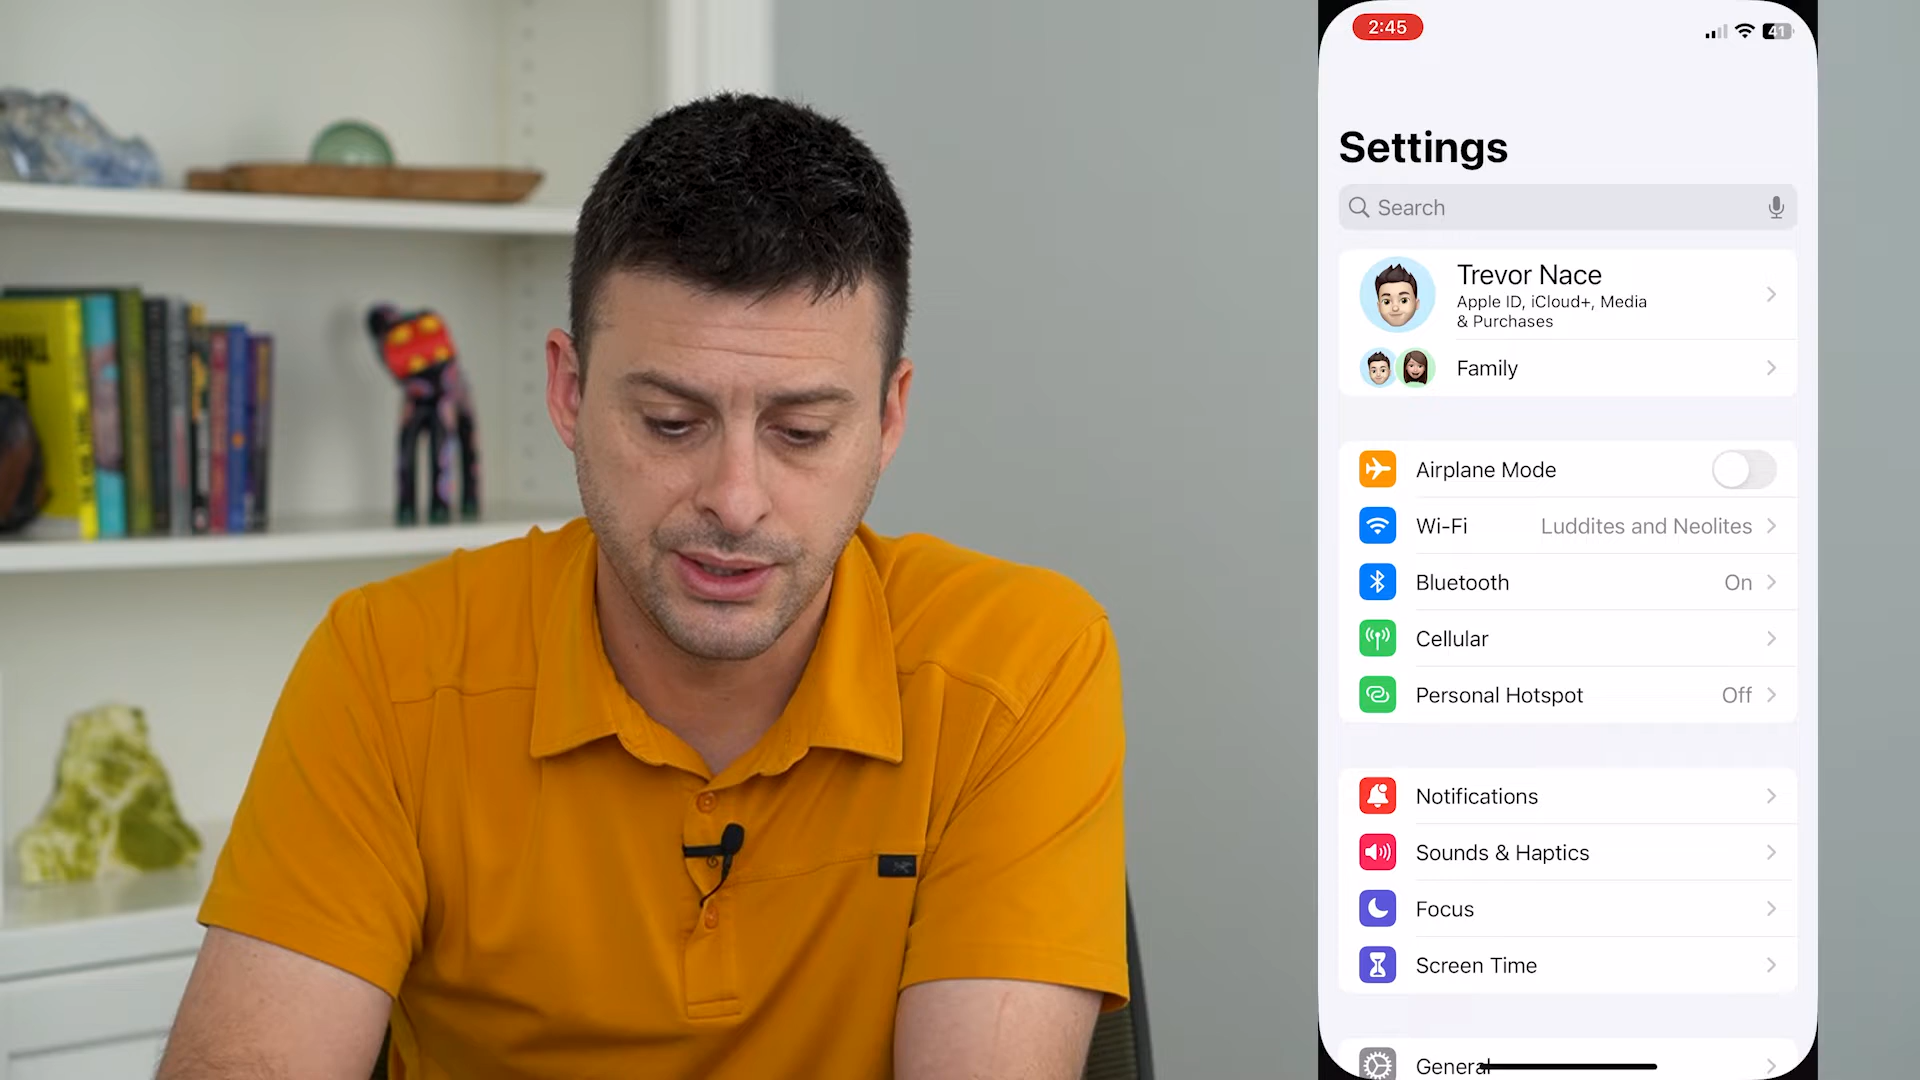 2:45
41
Settings
Search
Trevor Nace
Apple ID, iCloud+, Media
& Purchases
Family
Airplane Mode
Wi-Fi Luddites and Neolites
Bluetooth On
Cellular
Personal Hotspot Off
Notifications
Sounds & Haptics
Focus
Screen Time
General